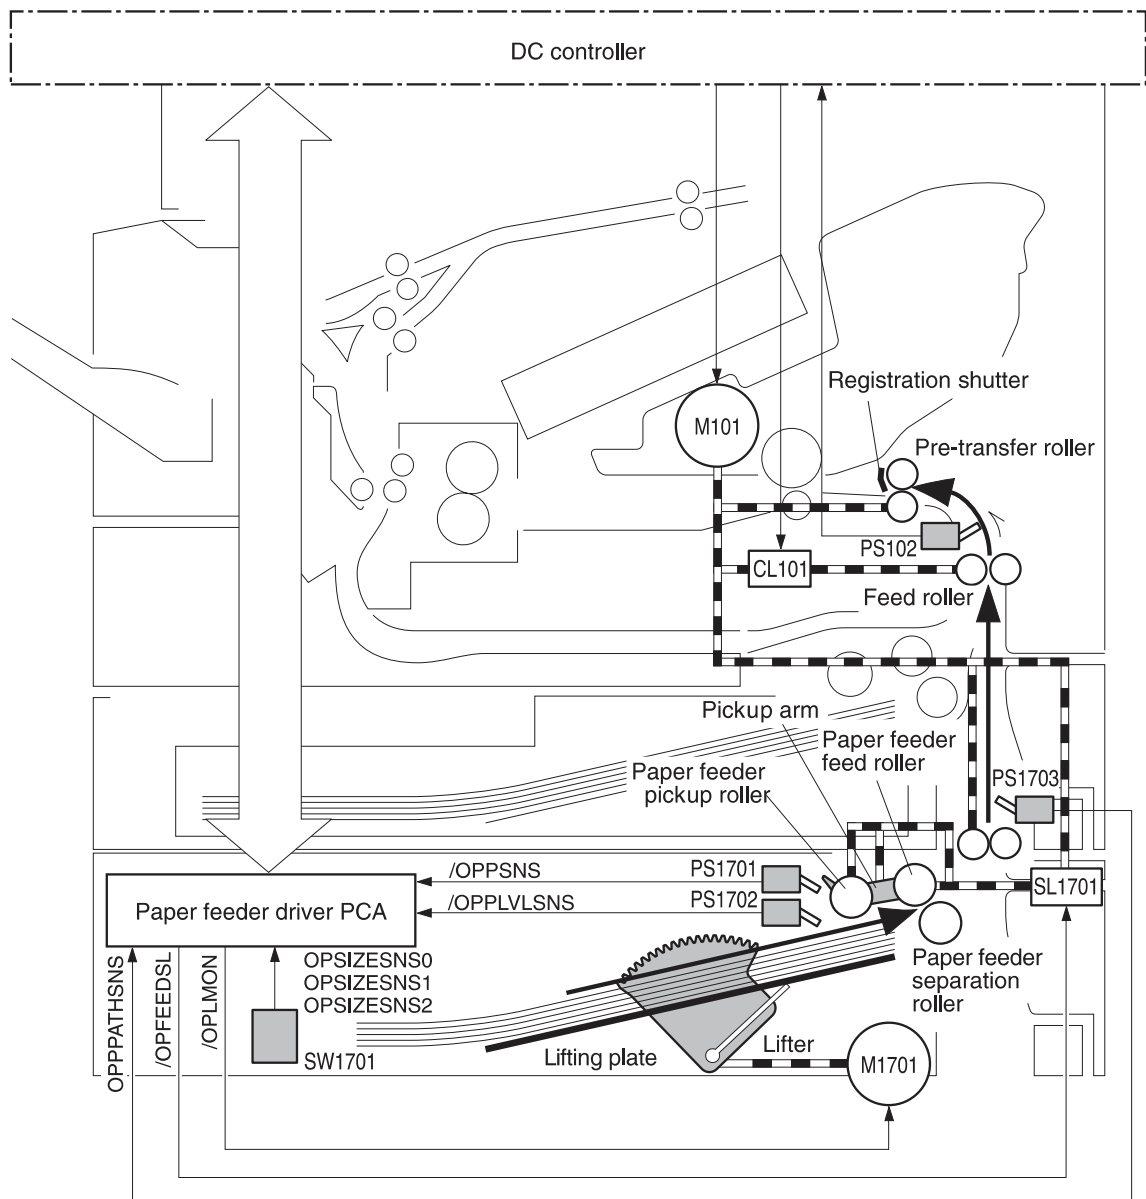 DC controller
Registration shutter
M101
Pre-transfer roller
PS102
CL101
Feed roller
Pickup arm
Paper feeder
feed roller
Paper feeder
pickup roller
PS1703
/OPPSNS
PS1701
SL1701
/OPPLVLSNS
PS1702
Paper feeder driver PCA
OPPPATHSNS
/OPFEEDSL
/OPLMON
OPSIZESNS0
OPSIZESNS1
OPSIZESNS2
SW1701
Paper feeder
separation
roller
Lifting plate
Lifter
M1701